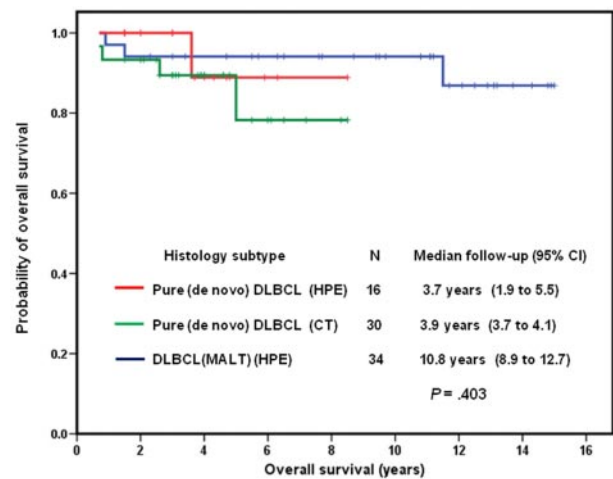 Probability of overall survival
1.0
0.8
0.6
0.4
0.2
0.0
Histology subtype N Median follow-up (95% CI)
Pure (de novo) DLBCL (HPE) 16 3.7 years (1.9 to 5.5)
Pure (de novo) DLBCL (CT) 30 3.9 years (3.7 to 4.1)
DLBCL(MALT)(HPE) 34 10.8 years (8.9 to 12.7)
P = .403
0 2 4 6 8 10 12 14 16
Overall survival (years)